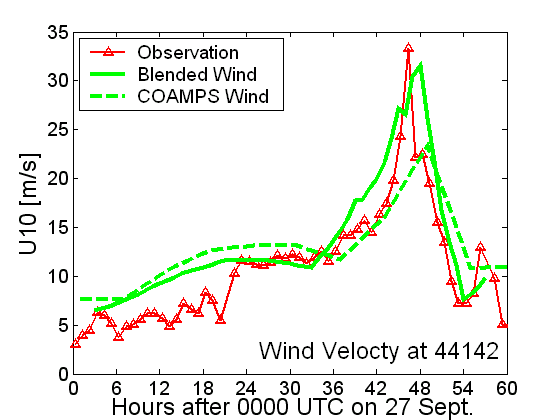 35
30
25
20
15
10
5
0
U10 [m/s]
Observation
Blended Wind
COAMPS Wind
Wind Velocty at 44142
0 6 12 18 24 30 36 42 48 54 60
Hours after 0000 UTC on 27 Sept.